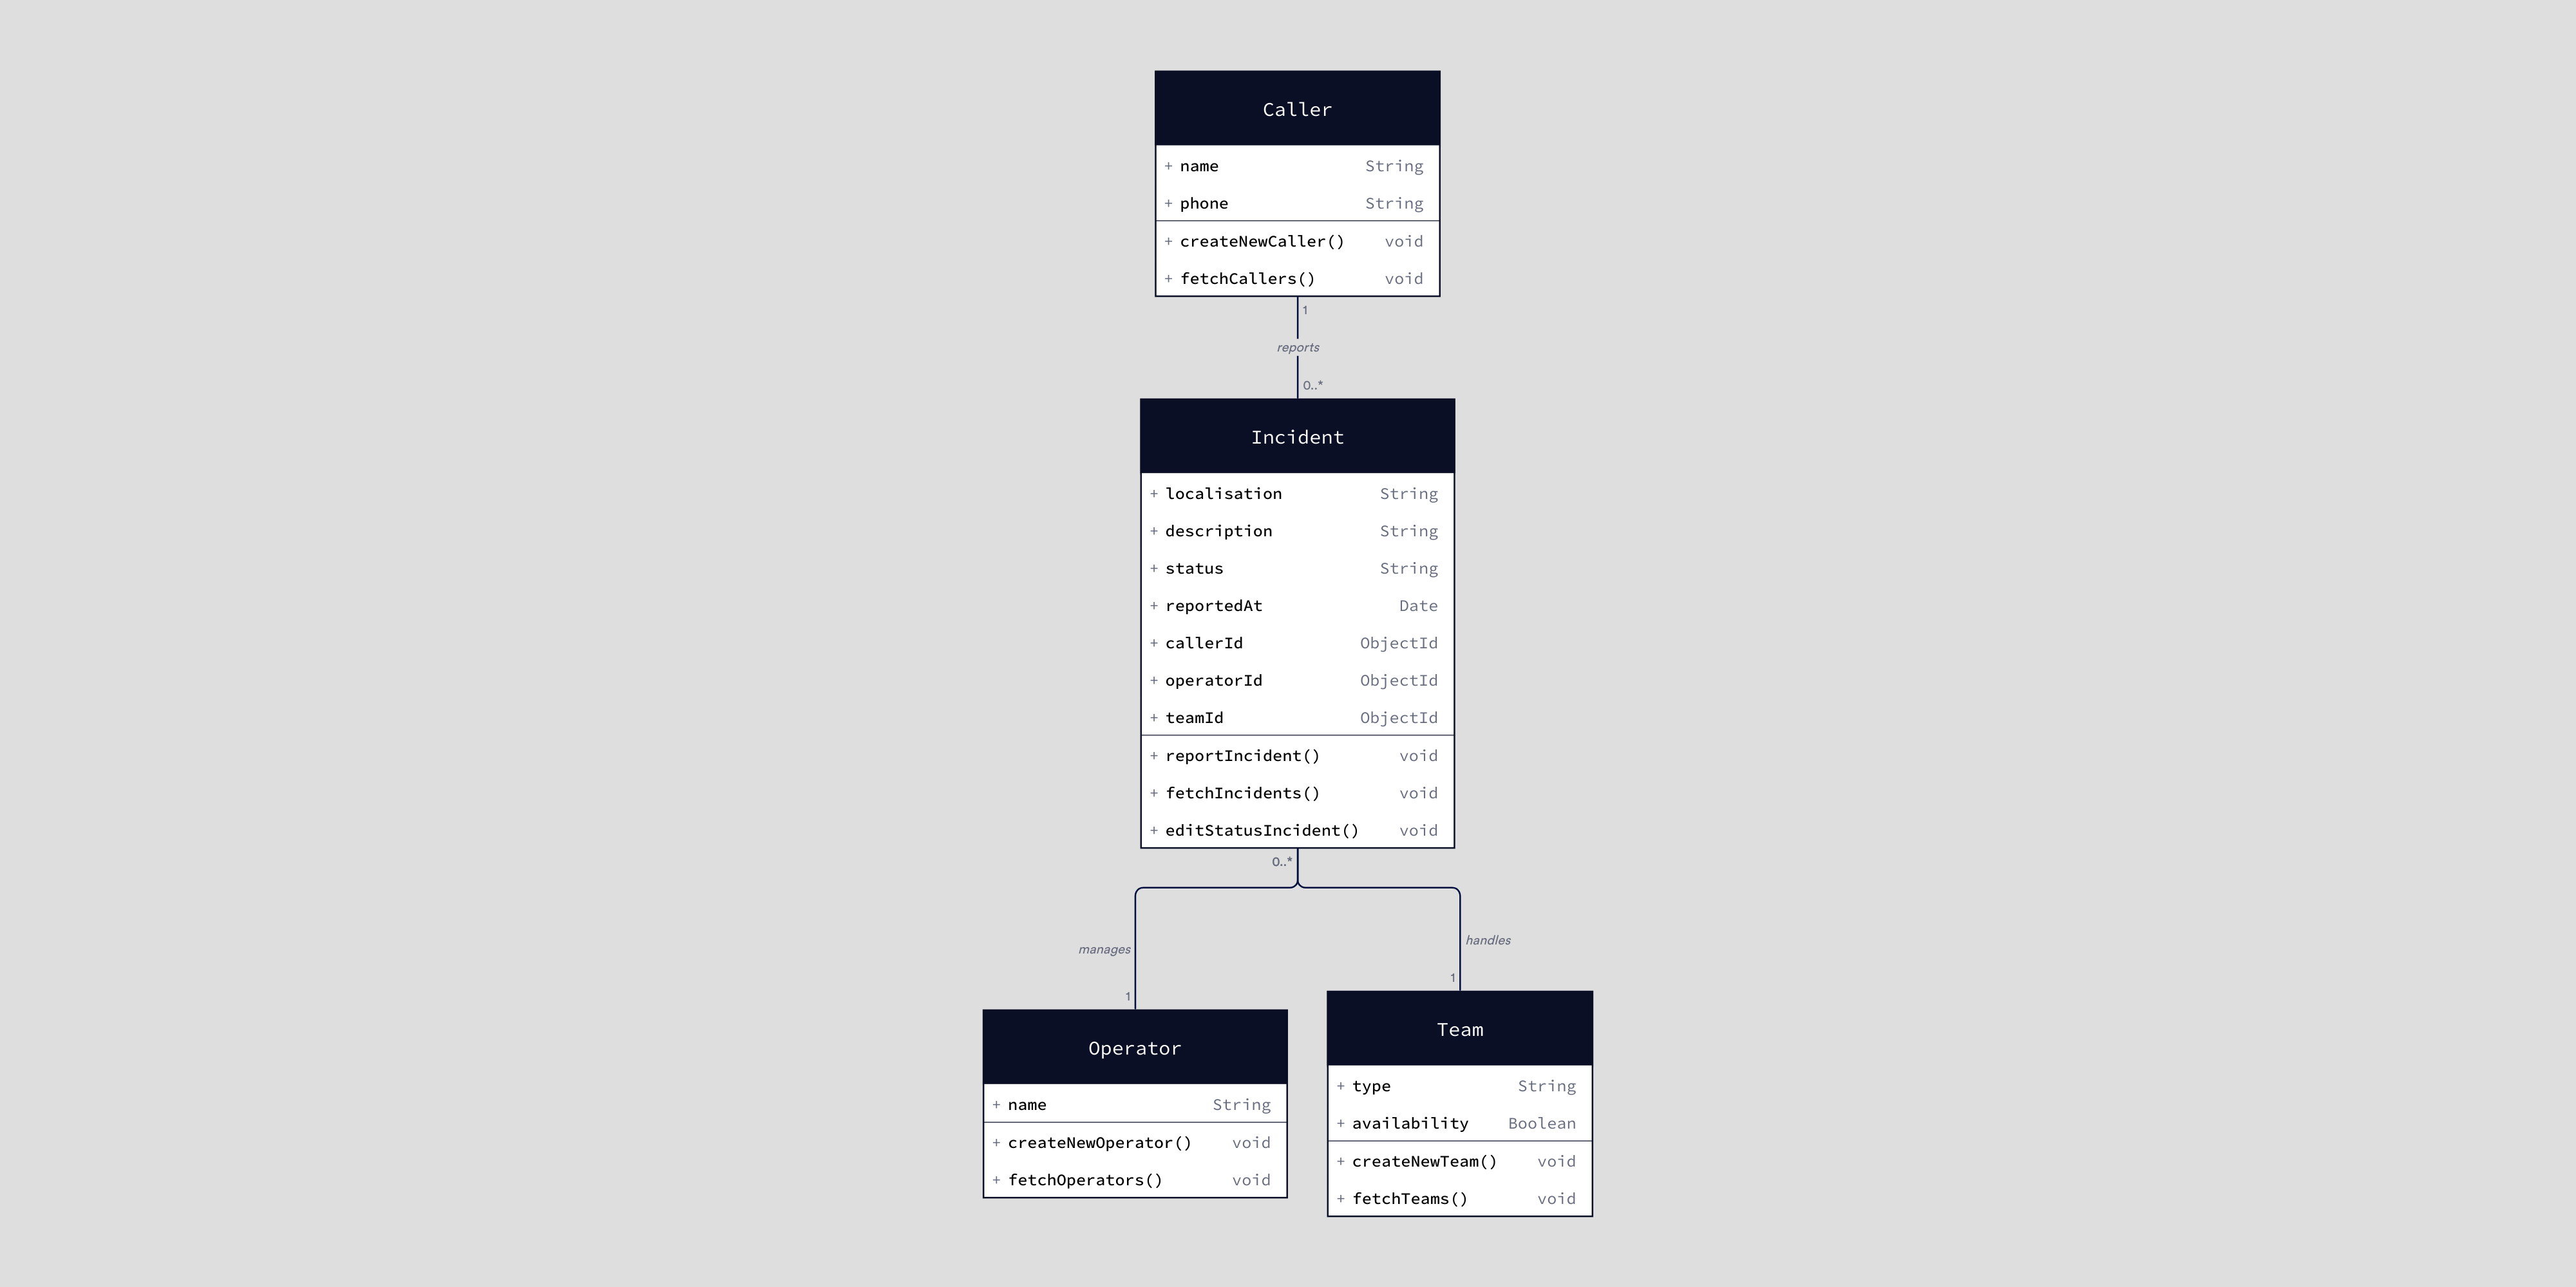 Caller
+ name String
+ phone String
+ createNewCaller() void
+ fetchCallers() void
1
reports
0..*
Incident
+ localisation String
+ description String
+ status String
+ reportedAt Date
+ callerId ObjectId
+ operatorId ObjectId
+ teamId ObjectId
+ reportIncident() void
+ fetchIncidents() void
+ editStatusIncident() void
0..*
manages
1
Operator
+ name String
+ createNewOperator() void
+ fetchOperators() void
handles
1
Team
+ type String
+ availability Boolean
+ createNewTeam() void
+ fetchTeams() void